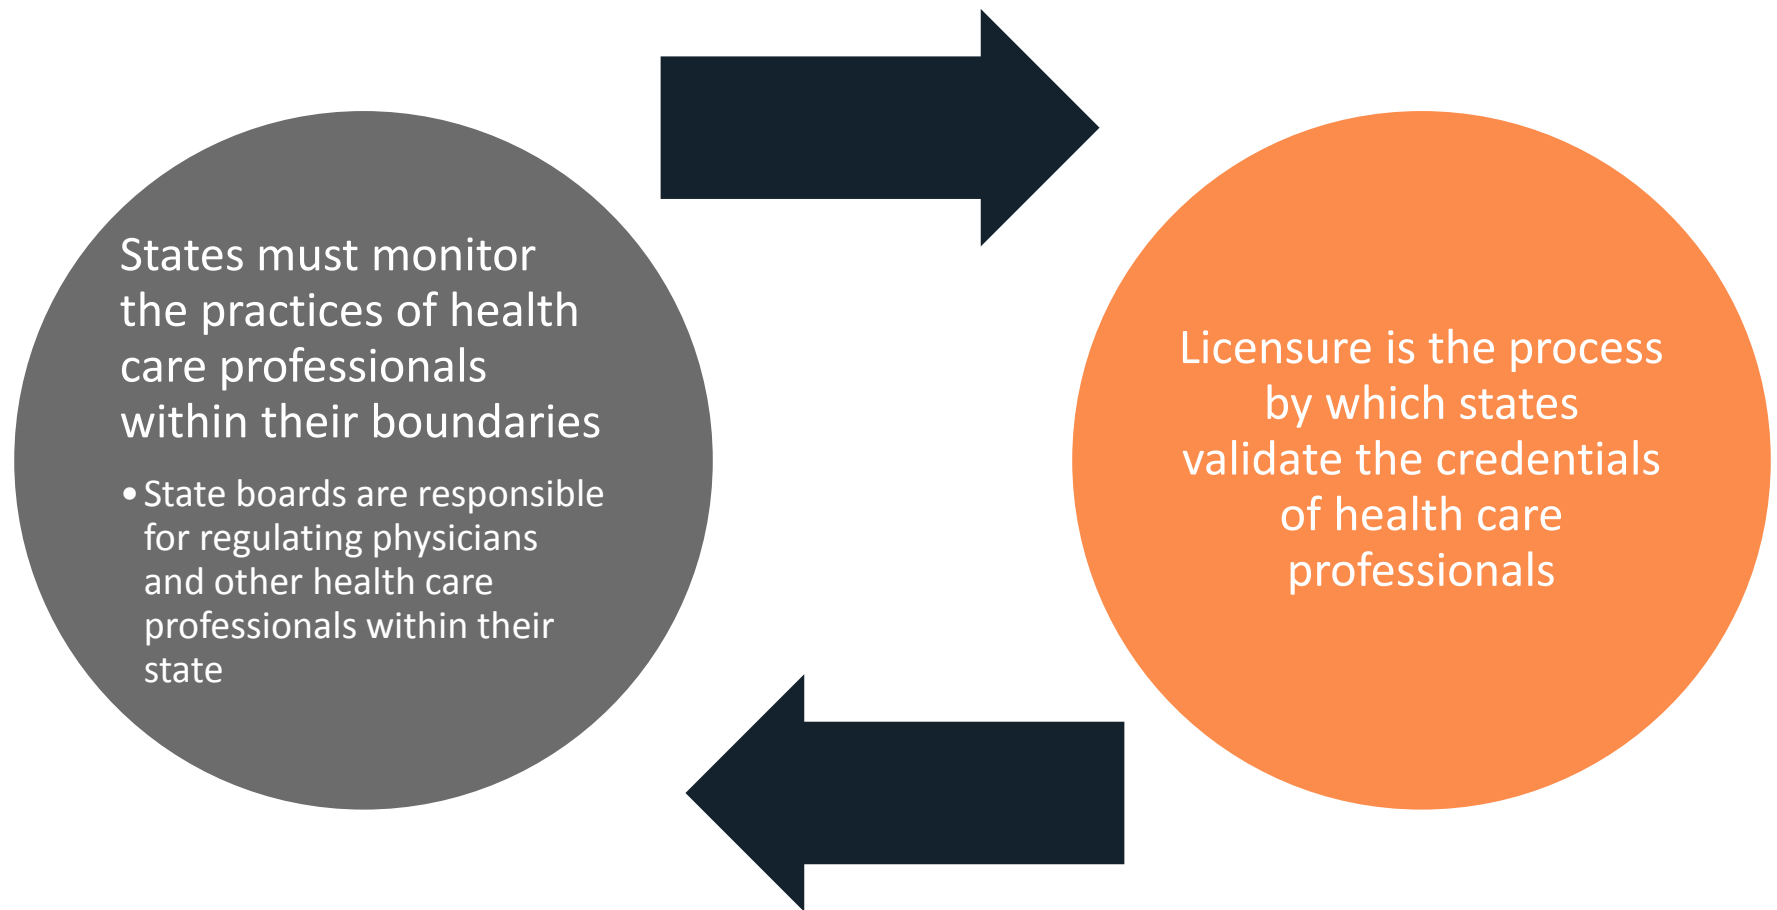 States must monitor
the practices of health
care professionals
within their boundaries
•State boards are responsible
for regulating physicians
and other health care
professionals within their
state
Licensure is the process
by which states
validate the credentials
of health care
professionals